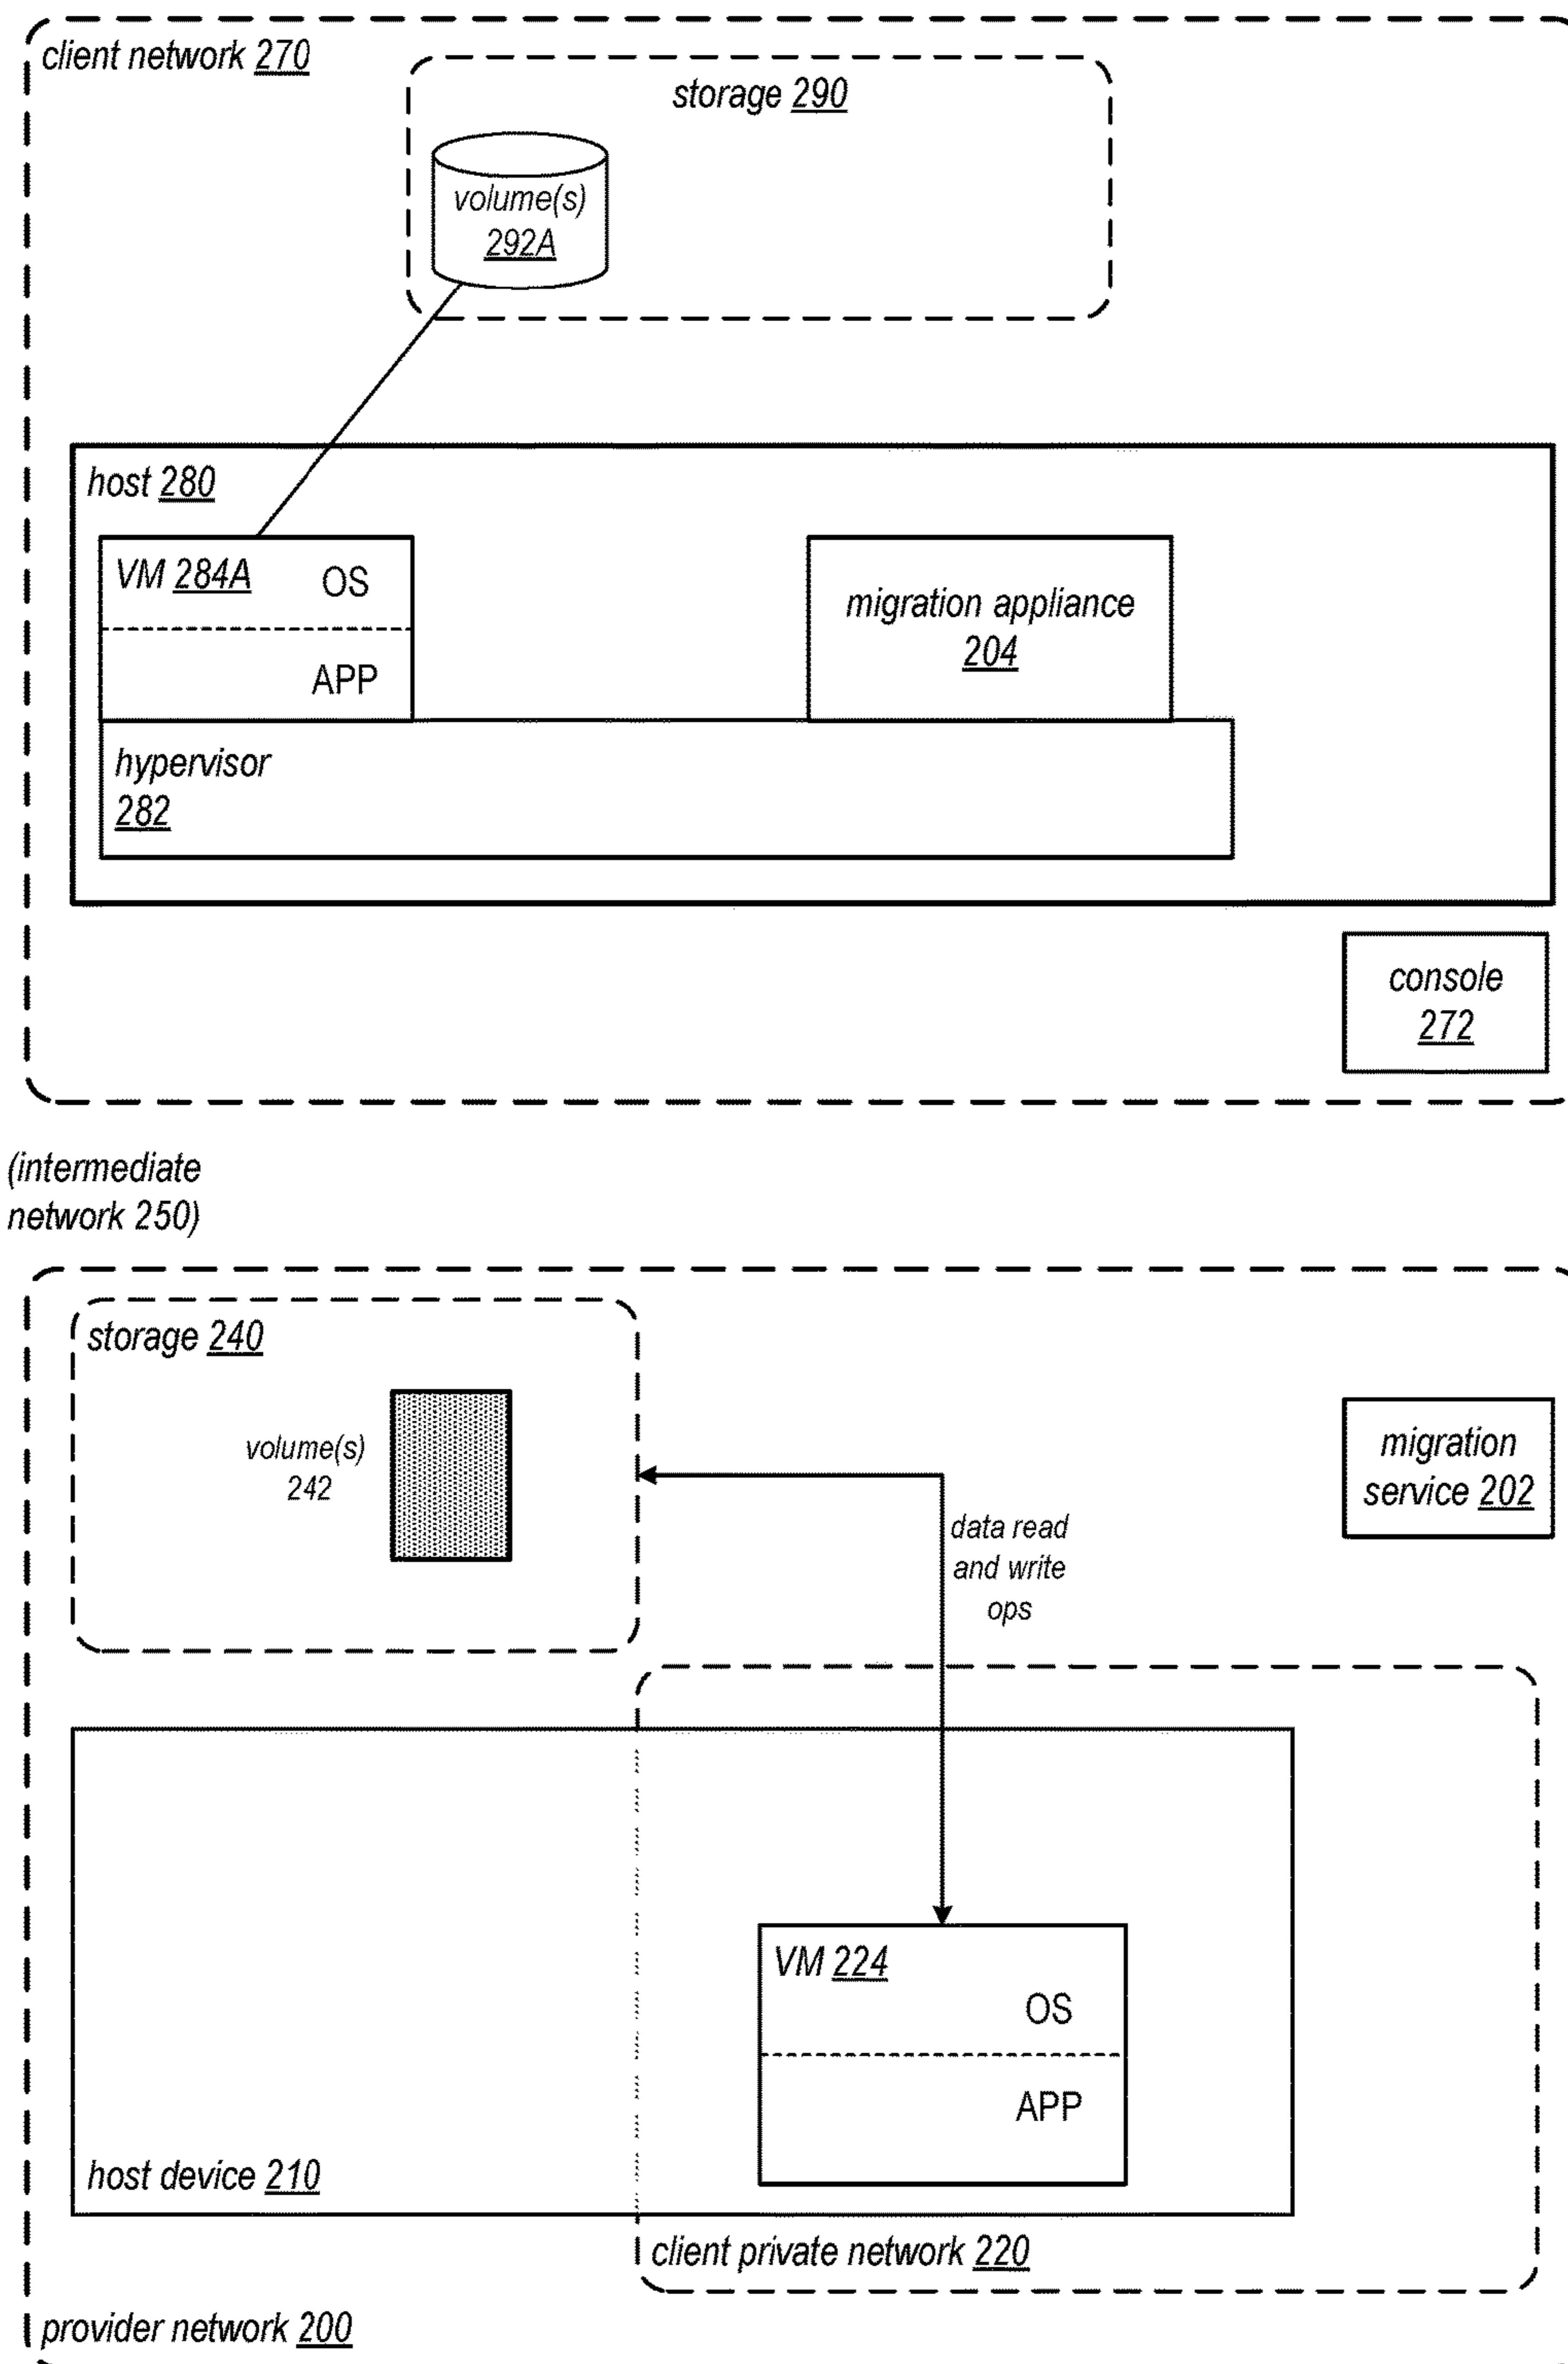 client network 270
storage 290
volume(s)
292A
host 280
VM 284A
OS
APP
migration appliance
204
hypervisor
282
console
272
(intermediate
network 250)
storage 240
volume(s)
242
migration
service 202
data read
and write
ops
VM 224
OS
APP
host device 210
client private network 220
provider network 200